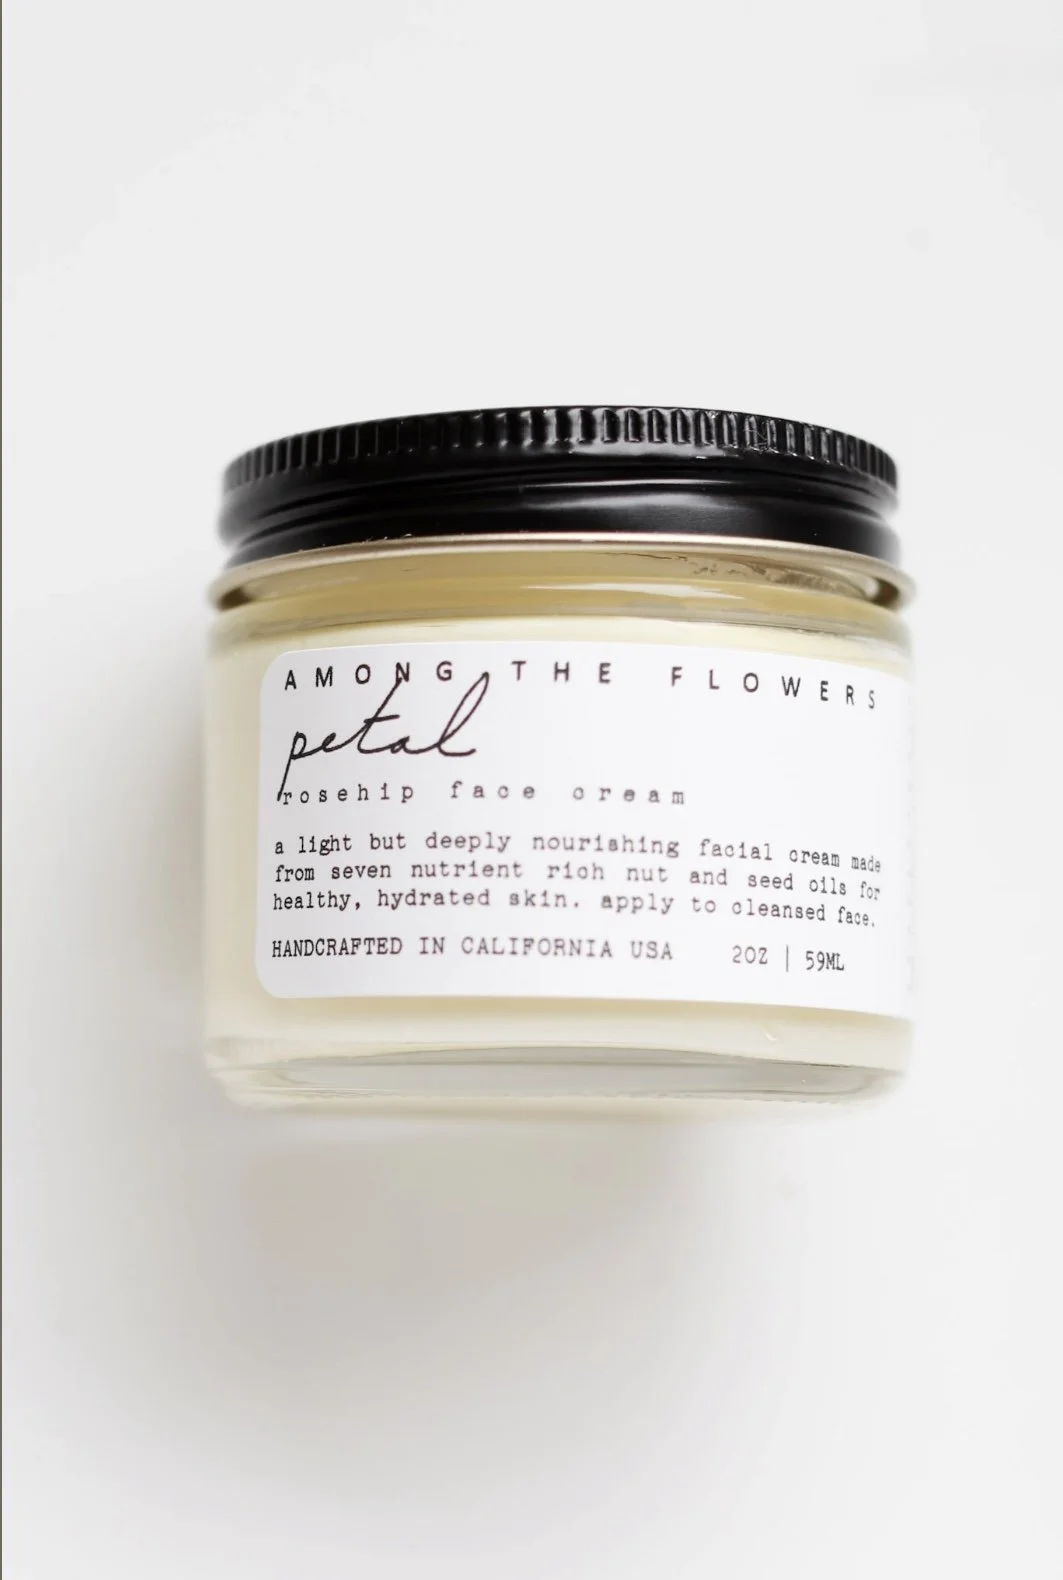 AMONG THE FLOWERS
petal
rosehip face cream
a light but deeply nourishing facial cream made
from seven nutrient rich nut and seed oils for
healthy, hydrated skin. apply to cleansed face.
HANDCRAFTED IN CALIFORNIA USA 2OZ | 59ML